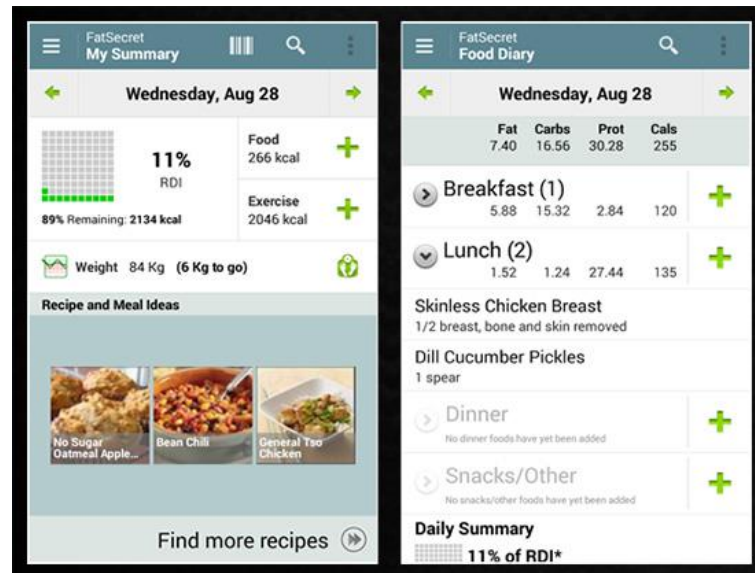 FatSecret
My Summary
Wednesday, Aug 28
11%
RDI
89% Remaining: 2134 kcal
Food
266 kcal
Exercise
2046 kcal
Weight 84 Kg (6 Kg to go)
Recipe and Meal Ideas
No Sugar
Oatmeal Apple...
Bean Chili
General Tso
Chicken
Find more recipes
FatSecret
Food Diary
Wednesday, Aug 28
Fat Carbs Prot Cals
7.40 16.56 30.28 255
Breakfast (1)
5.88 15.32 2.84 120
Lunch (2)
1.52 1.24 27.44 135
Skinless Chicken Breast
1/2 breast, bone and skin removed
Dill Cucumber Pickles
1 spear
Dinner
No dinner foods have yet been added
Snacks/Other
No snacks/other foods have yet been added
Daily Summary
11% of RDI*